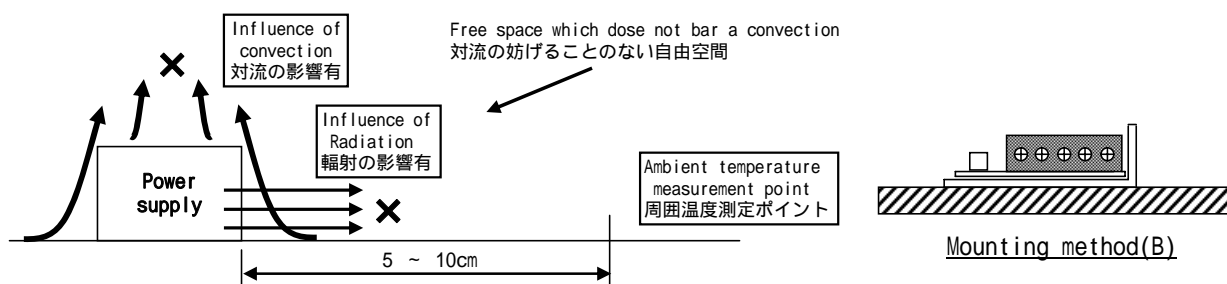 Influence of
convection
対流の影響有
Free space which dose not bar a convection
対流の妨げることのない自由空間
Influence of
Radiation
輻射の影響有
Power
supply
Ambient temperature
measurement point
周囲温度測定ポイント
5 ~ 10cm
Mounting method(B)